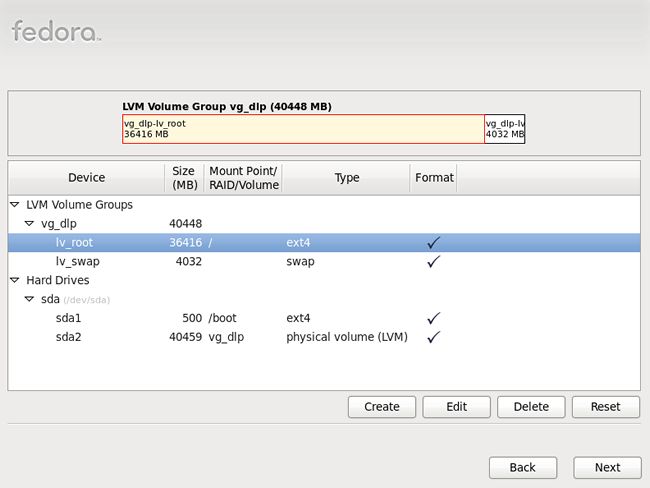 fedora
LVM Volume Group vg_dlp (40448 MB)
vg_dlp-lv_root
36416 MB
vg_dlp-lv
4032 MB
Device Size (MB) Mount Point/ RAID/Volume Type Format
LVM Volume Groups
vg_dlp 40448
lv_root 36416 / ext4
lv_swap 4032 swap
Hard Drives
sda (/dev/sda)
sda1 500 /boot ext4
sda2 40459 vg_dlp physical volume (LVM)
Create Edit Delete Reset
Back Next